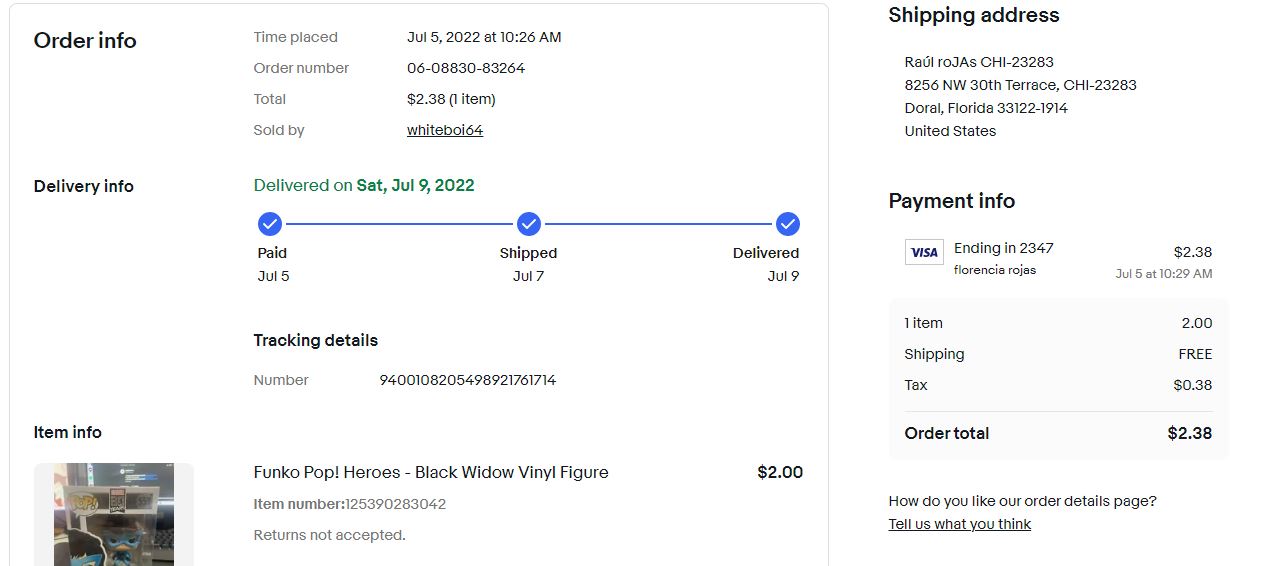 Order info
Time placed Jul 5, 2022 at 10:26 AM
Order number 06-08830-83264
Total $2.38 (1 item)
Sold by whiteboi64
Delivery info
Delivered on Sat, Jul 9, 2022
Paid Shipped Delivered
Jul 5 Jul 7 Jul 9
Tracking details
Number 9400108205498921761714
Item info
POP!
MARVEL
80
YEARS
Funko Pop! Heroes - Black Widow Vinyl Figure $2.00
Item number:125390283042
Returns not accepted.
Shipping address
Raúl roJAs CHI-23283
8256 NW 30th Terrace, CHI-23283
Doral, Florida 33122-1914
United States
Payment info
VISA Ending in 2347 $2.38
florencia rojas Jul 5 at 10:29 AM
1 item 2.00
Shipping FREE
Tax $0.38
Order total $2.38
How do you like our order details page?
Tell us what you think